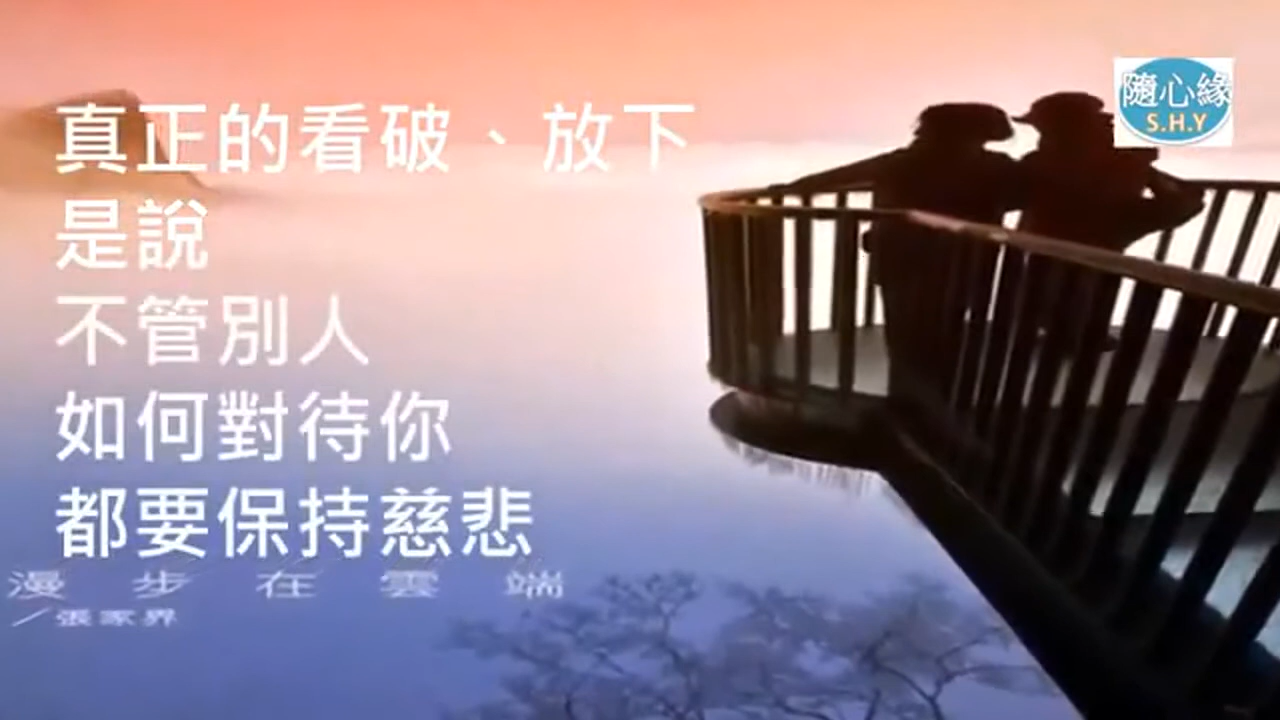 真正的看破、放下
是說
不管別人
如何對待你
都要保持慈悲
漫步在雲端
／張家界
隨心緣
S.H.Y